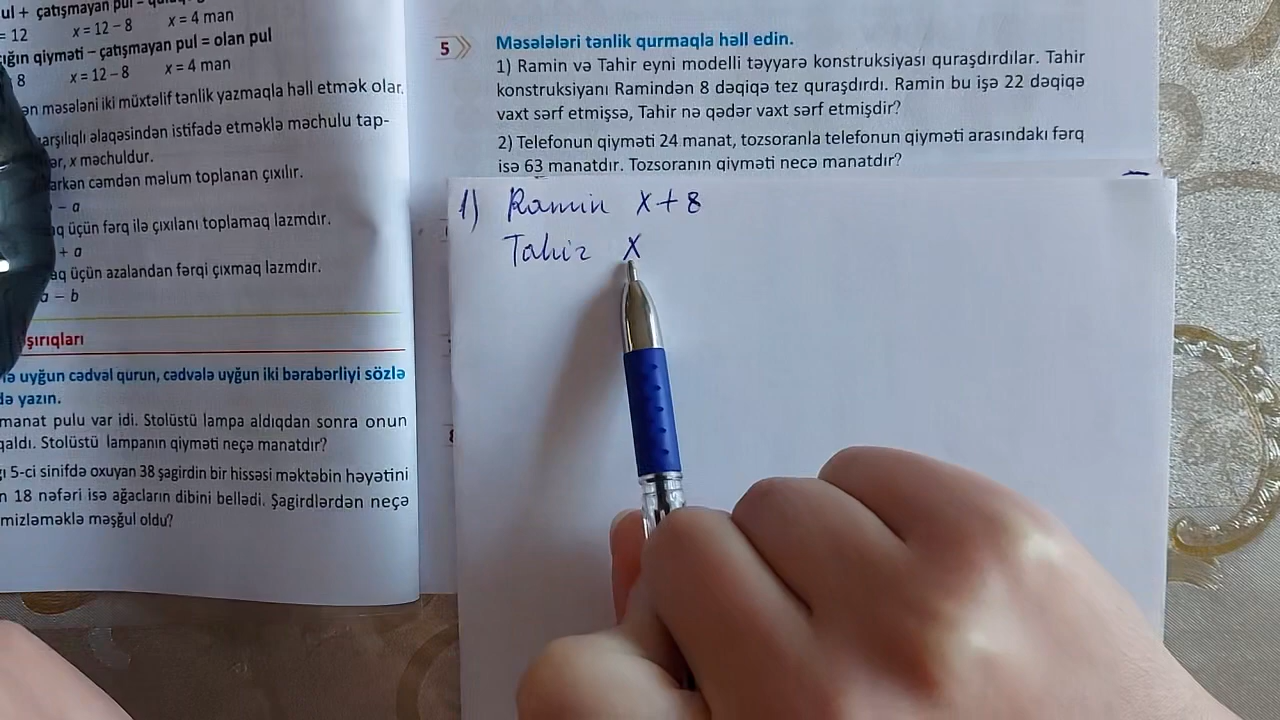 ul + çatışmayan pul =
= 12 x = 12 – 8 x = 4 man
ığın qiyməti – çatışmayan pul = olan pul
8 x = 12 – 8 x = 4 man
ən məsələni iki müxtəlif tənlik yazmaqla həll etmək olar.
arşılıqlı əlaqəsindən istifadə etməklə məchulu tap-
ər, x məchuldur.
arkən cəmdən məlum toplanan çıxılır.
– a
q üçün fərq ilə çıxılanı toplamaq lazımdır.
+ a
aq üçün azalandan fərqi çıxmaq lazımdır.
a – b
şırıqları
lə uyğun cədvəl qurun, cədvələ uyğun iki bərabərliyi sözlə
də yazın.
manat pulu var idi. Stolüstü lampa aldıqdan sonra onun
qaldı. Stolüstü lampanın qiyməti neçə manatdır?
ı 5-ci sinifdə oxuyan 38 şagirdin bir hissəsi məktəbin həyətini
n 18 nəfəri isə ağacların dibini bellədi. Şagirdlərdən neçə
mizləməklə məşğul oldu?
5 Məsələləri tənlik qurmaqla həll edin.
1) Ramin və Tahir eyni modelli təyyarə konstruksiyası quraşdırdılar. Tahir
konstruksiyanı Ramindən 8 dəqiqə tez quraşdırdı. Ramin bu işə 22 dəqiqə
vaxt sərf etmişsə, Tahir nə qədər vaxt sərf etmişdir?
2) Telefonun qiyməti 24 manat, tozsoranla telefonun qiyməti arasındakı fərq
isə 63 manatdır. Tozsoranın qiyməti neçə manatdır?
1) Ramin x + 8
Tahir x